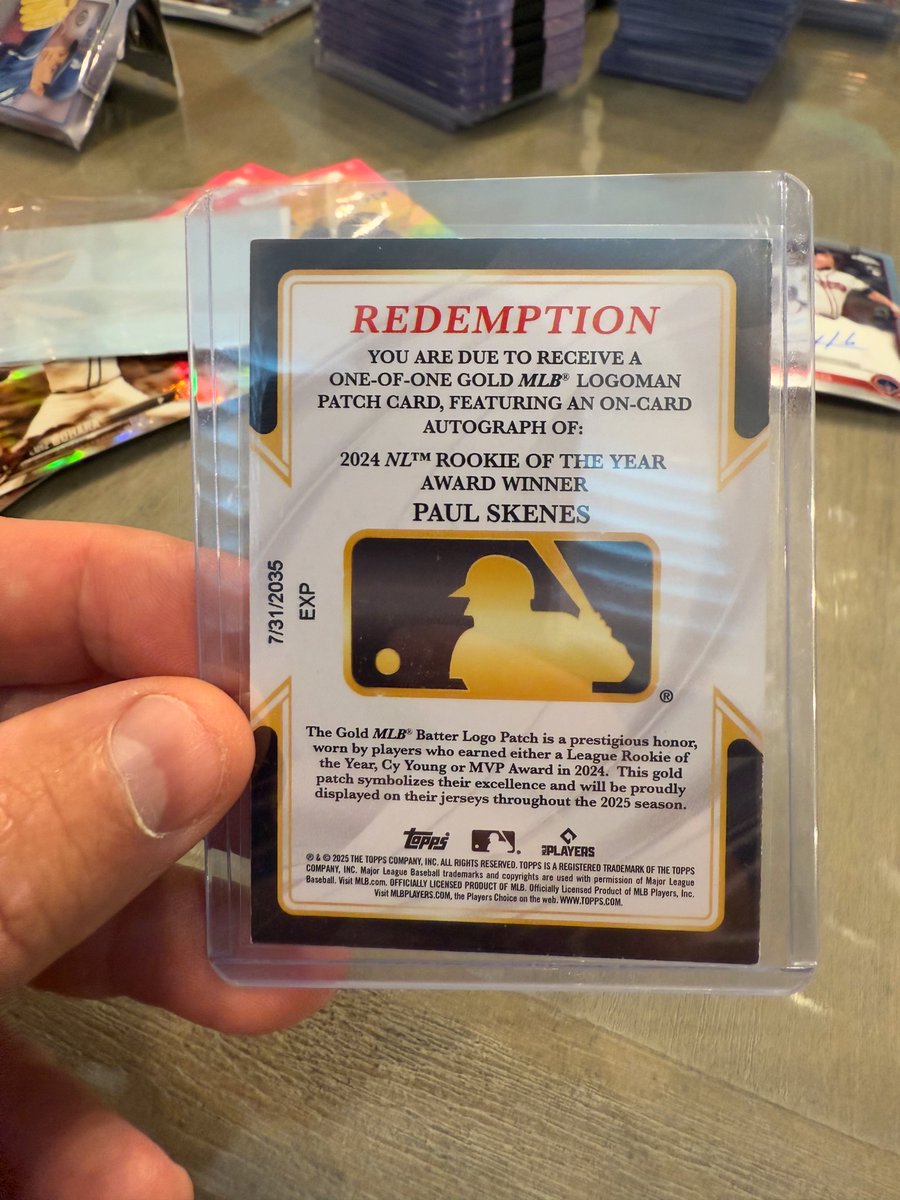 REDEMPTION
YOU ARE DUE TO RECEIVE A
ONE-OF-ONE GOLD MLB® LOGOMAN
PATCH CARD, FEATURING AN ON-CARD
AUTOGRAPH OF:
2024 NL™ ROOKIE OF THE YEAR
AWARD WINNER
PAUL SKENES
7/31/2035
EXP
®
The Gold MLB® Batter Logo Patch is a prestigious honor,
worn by players who earned either a League Rookie of
the Year, Cy Young or MVP Award in 2024. This gold
patch symbolizes their excellence and will be proudly
displayed on their jerseys throughout the 2025 season.
topps
PLAYERS
® & © 2025 THE TOPPS COMPANY, INC. ALL RIGHTS RESERVED. TOPPS IS A REGISTERED TRADEMARK OF THE TOPPS
COMPANY, INC. Major League Baseball trademarks and copyrights are used with permission of Major League
Baseball. Visit MLB.com. OFFICIALLY LICENSED PRODUCT OF MLB. Officially Licensed Product of MLB Players, Inc.
Visit MLBPLAYERS.COM, the Players Choice on the web. WWW.TOPPS.COM.